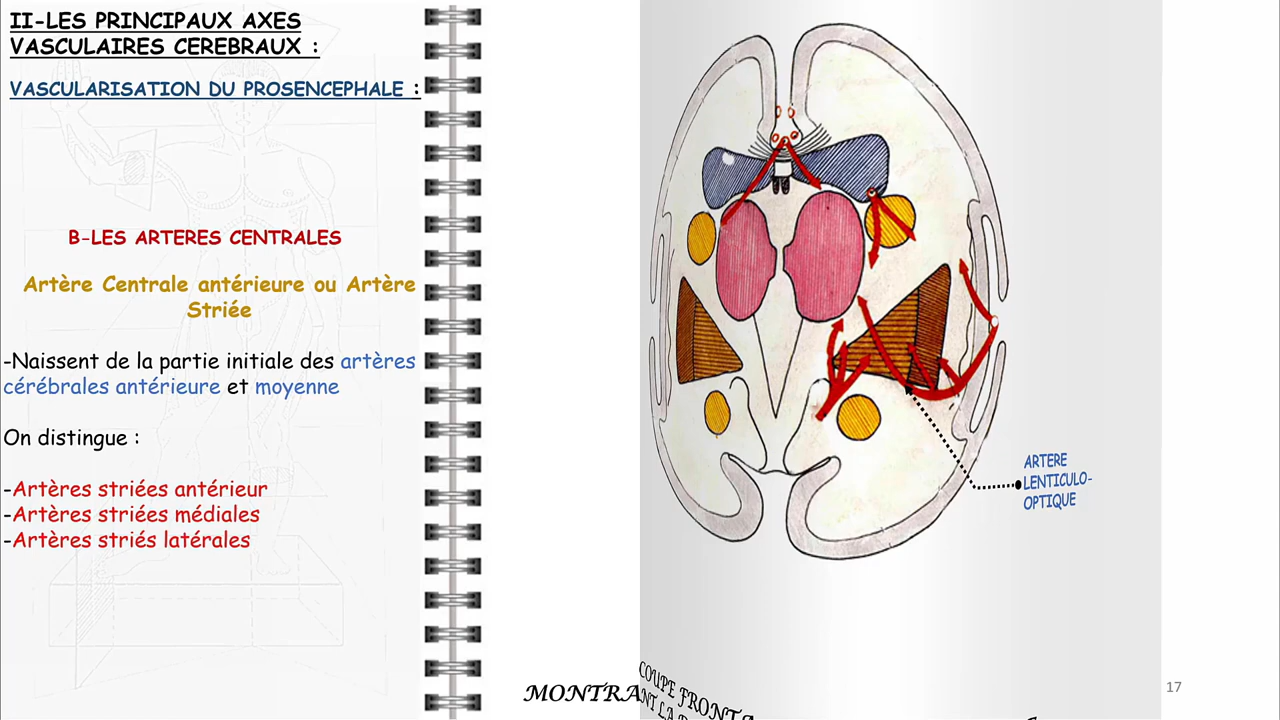 II-LES PRINCIPAUX AXES
VASCULAIRES CEREBRAUX :
VASCULARISATION DU PROSENCEPHALE :
B-LES ARTERES CENTRALES
Artère Centrale antérieure ou Artère
Striée
-Naissent de la partie initiale des artères
cérébrales antérieure et moyenne
On distingue :
-Artères striées antérieur
-Artères striées médiales
-Artères striés latérales
ARTERE
LENTICULO-
OPTIQUE
COUPE FRONTA
MONTRA
ANT LA
17